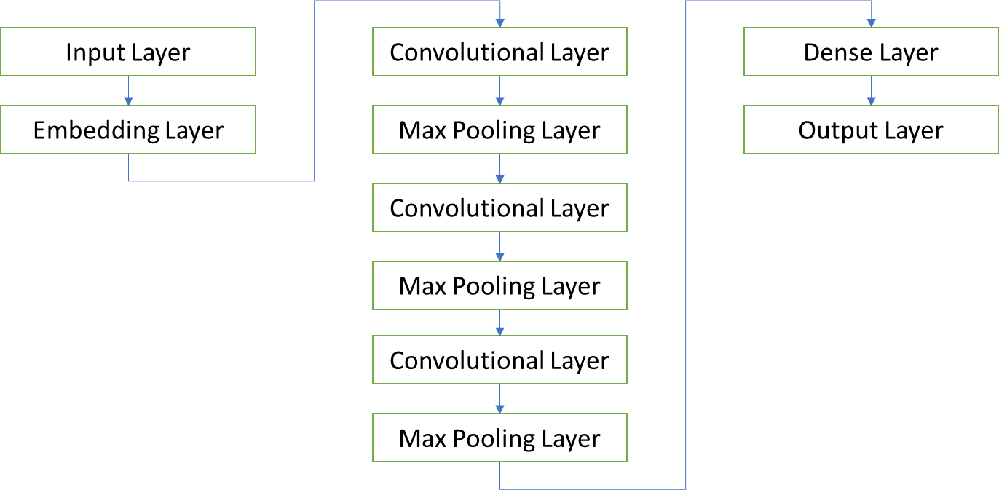 Input Layer
Embedding Layer
Convolutional Layer
Max Pooling Layer
Convolutional Layer
Max Pooling Layer
Convolutional Layer
Max Pooling Layer
Dense Layer
Output Layer